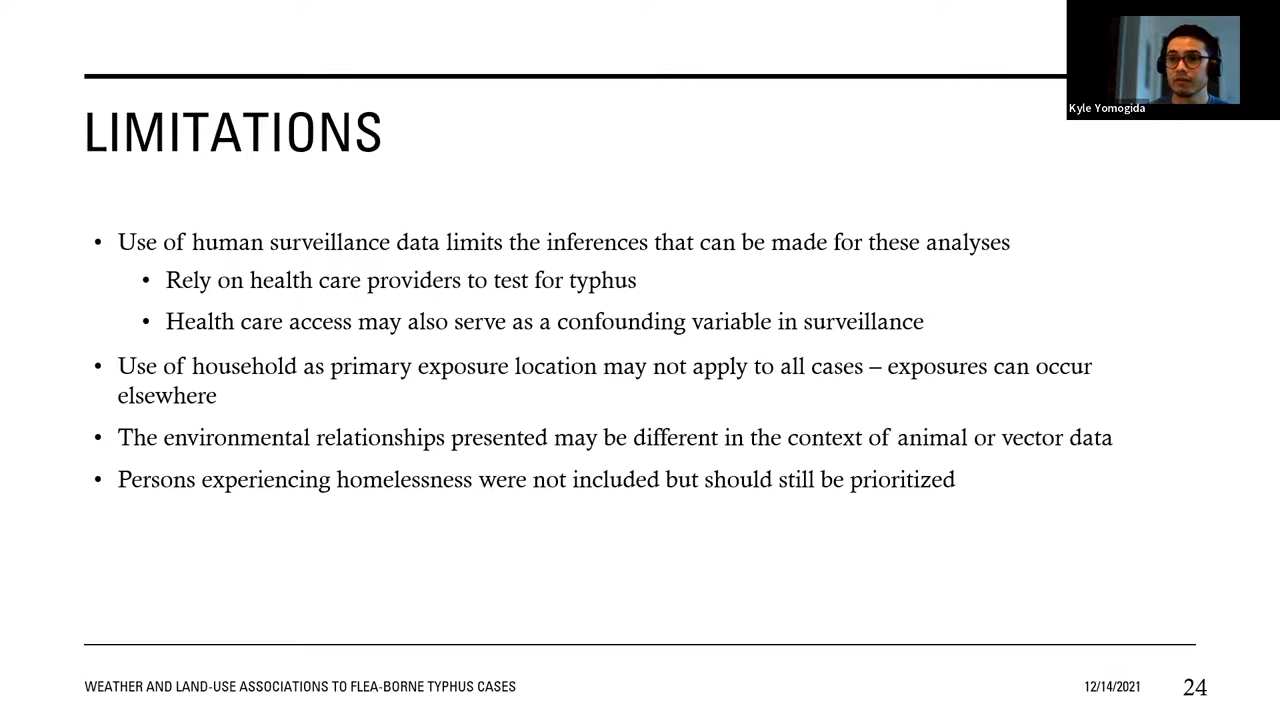 Kyle Yomogida
LIMITATIONS
• Use of human surveillance data limits the inferences that can be made for these analyses
• Rely on health care providers to test for typhus
• Health care access may also serve as a confounding variable in surveillance
• Use of household as primary exposure location may not apply to all cases – exposures can occur
elsewhere
• The environmental relationships presented may be different in the context of animal or vector data
• Persons experiencing homelessness were not included but should still be prioritized
WEATHER AND LAND-USE ASSOCIATIONS TO FLEA-BORNE TYPHUS CASES
12/14/2021
24